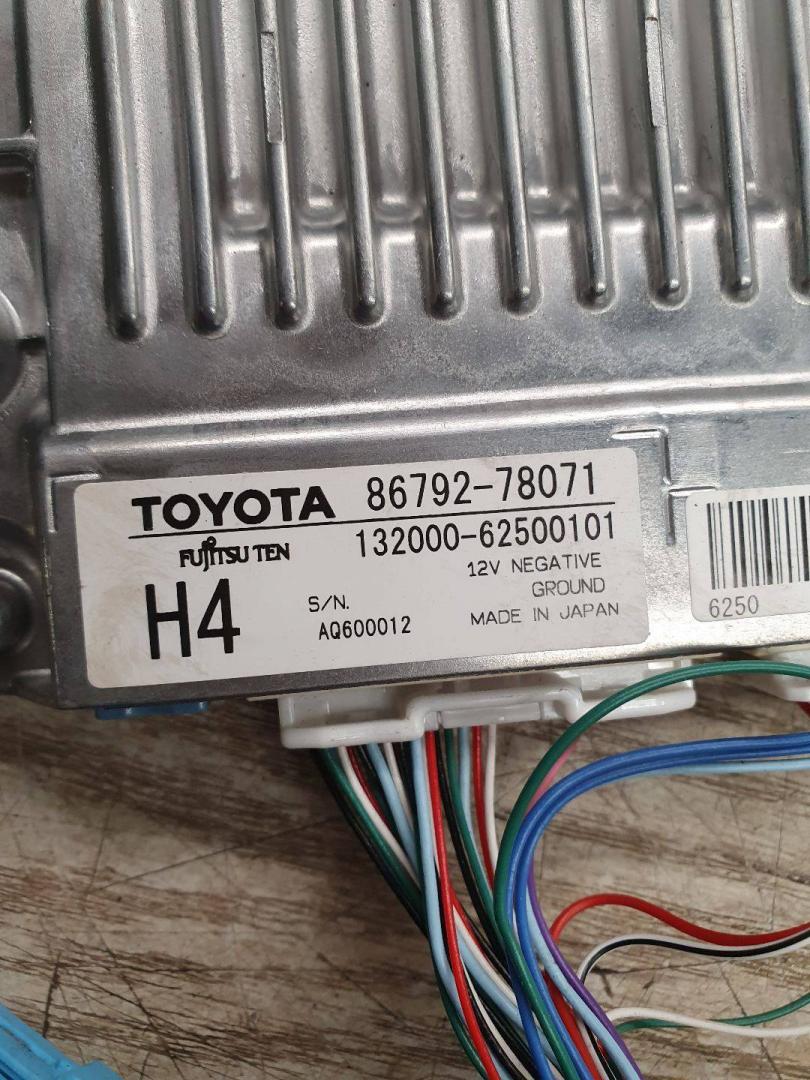 TOYOTA 86792-78071
FUJITSU TEN 132000-62500101
12V NEGATIVE
GROUND
H4 S/N. MADE IN JAPAN
AQ600012
6250